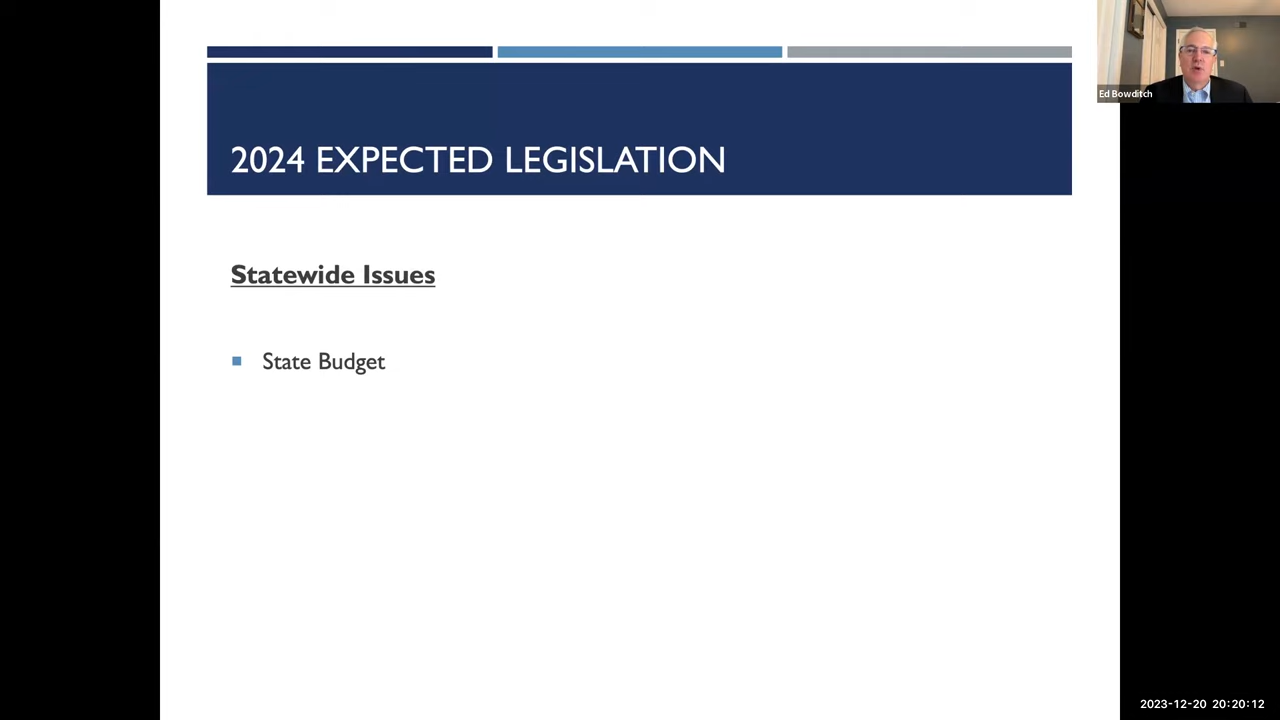 2024 EXPECTED LEGISLATION
Ed Bowditch
Statewide Issues
State Budget
2023-12-20 20:20:12